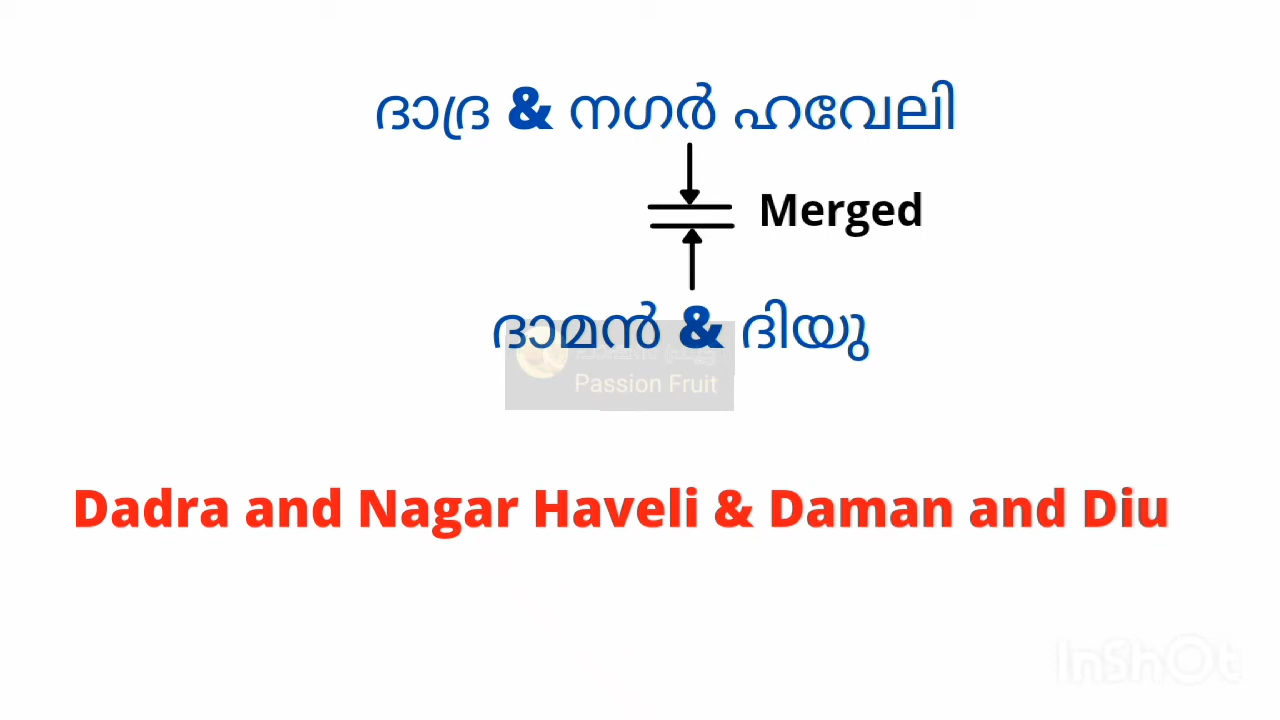 ദാദ്ര & നഗർ ഹവേലി
Merged
ദാമൻ & ദിയു
Passion Fruit
Dadra and Nagar Haveli & Daman and Diu
InShOt